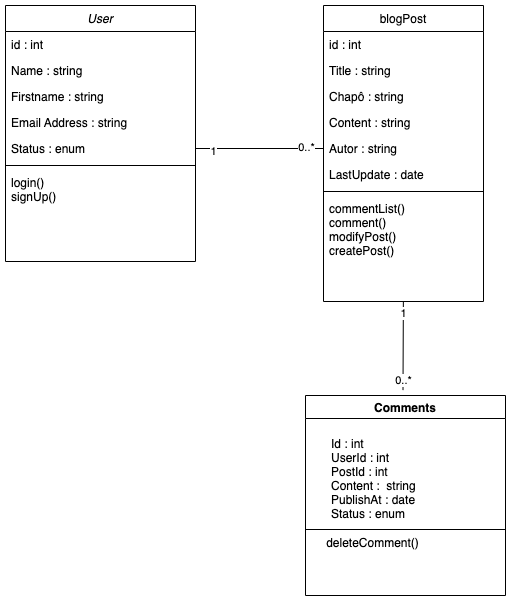 User
id : int
Name : string
Firstname : string
Email Address : string
Status : enum
login()
signUp()
1
0..*
blogPost
id : int
Title : string
Chapô : string
Content : string
Autor : string
LastUpdate : date
commentList()
comment()
modifyPost()
createPost()
1
0..*
Comments
Id : int
UserId : int
PostId : int
Content :  string
PublishAt : date
Status : enum
deleteComment()